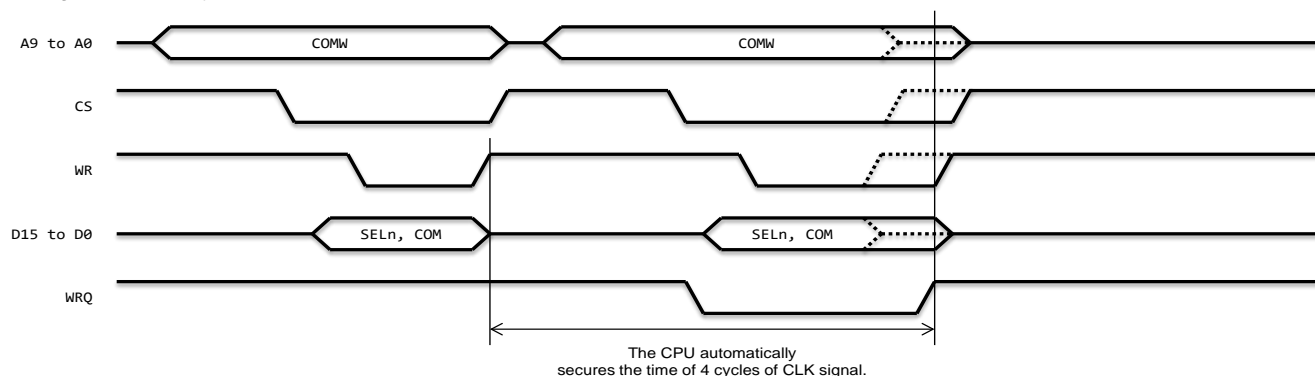 A9 to A0
COMW
COMW
CS
WR
D15 to D0
SELn, COM
SELn, COM
WRQ
The CPU automatically
secures the time of 4 cycles of CLK signal.